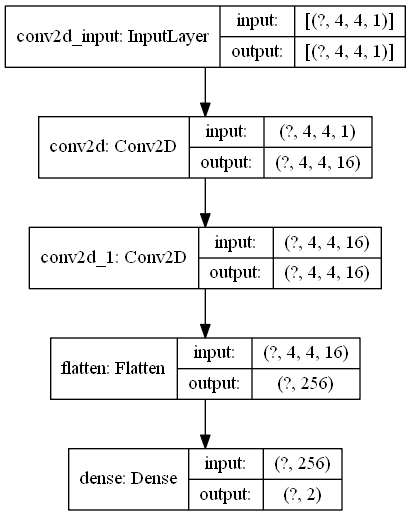 conv2d_input: InputLayer input: [(?, 4, 4, 1)]
output: [(?, 4, 4, 1)]
conv2d: Conv2D input: (?, 4, 4, 1)
output: (?, 4, 4, 16)
conv2d_1: Conv2D input: (?, 4, 4, 16)
output: (?, 4, 4, 16)
flatten: Flatten input: (?, 4, 4, 16)
output: (?, 256)
dense: Dense input: (?, 256)
output: (?, 2)